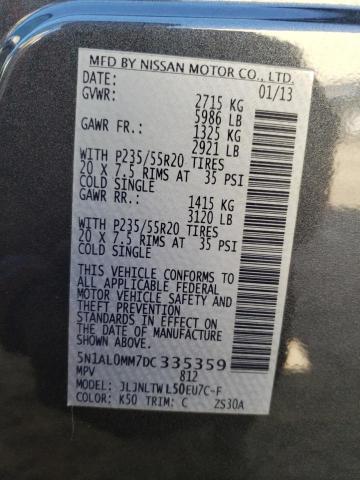 MFD BY NISSAN MOTOR CO., LTD.
DATE: 01/13
GVWR: 2715 KG
5986 LB
GAWR FR.: 1325 KG
2921 LB
WITH P235/55R20 TIRES
20 X 7.5 RIMS AT 35 PSI
COLD SINGLE
GAWR RR.: 1415 KG
3120 LB
WITH P235/55R20 TIRES
20 X 7.5 RIMS AT 35 PSI
COLD SINGLE
THIS VEHICLE CONFORMS TO
ALL APPLICABLE FEDERAL
MOTOR VEHICLE SAFETY AND
THEFT PREVENTION
STANDARDS IN EFFECT ON
THE DATE OF MANUFACTURE
SHOWN ABOVE.
5N1AL0MM7DC335359
MPV 812
MODEL: JLJNLTWL50EU7C-F
COLOR: K50 TRIM: C ZS30A